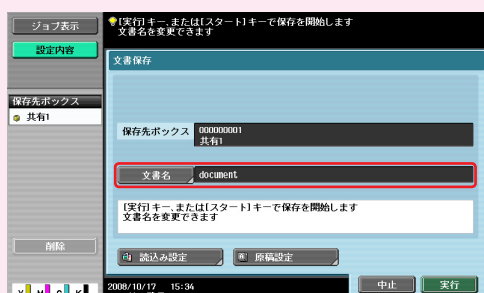 ジョブ表示
設定内容
【実行】キー、または【スタート】キーで保存を開始します
文書名を変更できます
文書保存
保存先ボックス
共有1
保存先ボックス
000000001
共有1
文書名
document
【実行】キー、または【スタート】キーで保存を開始します
文書名を変更できます
削除
読込み設定
原稿設定
Y M C K
2008/10/17 15:34
中止
実行